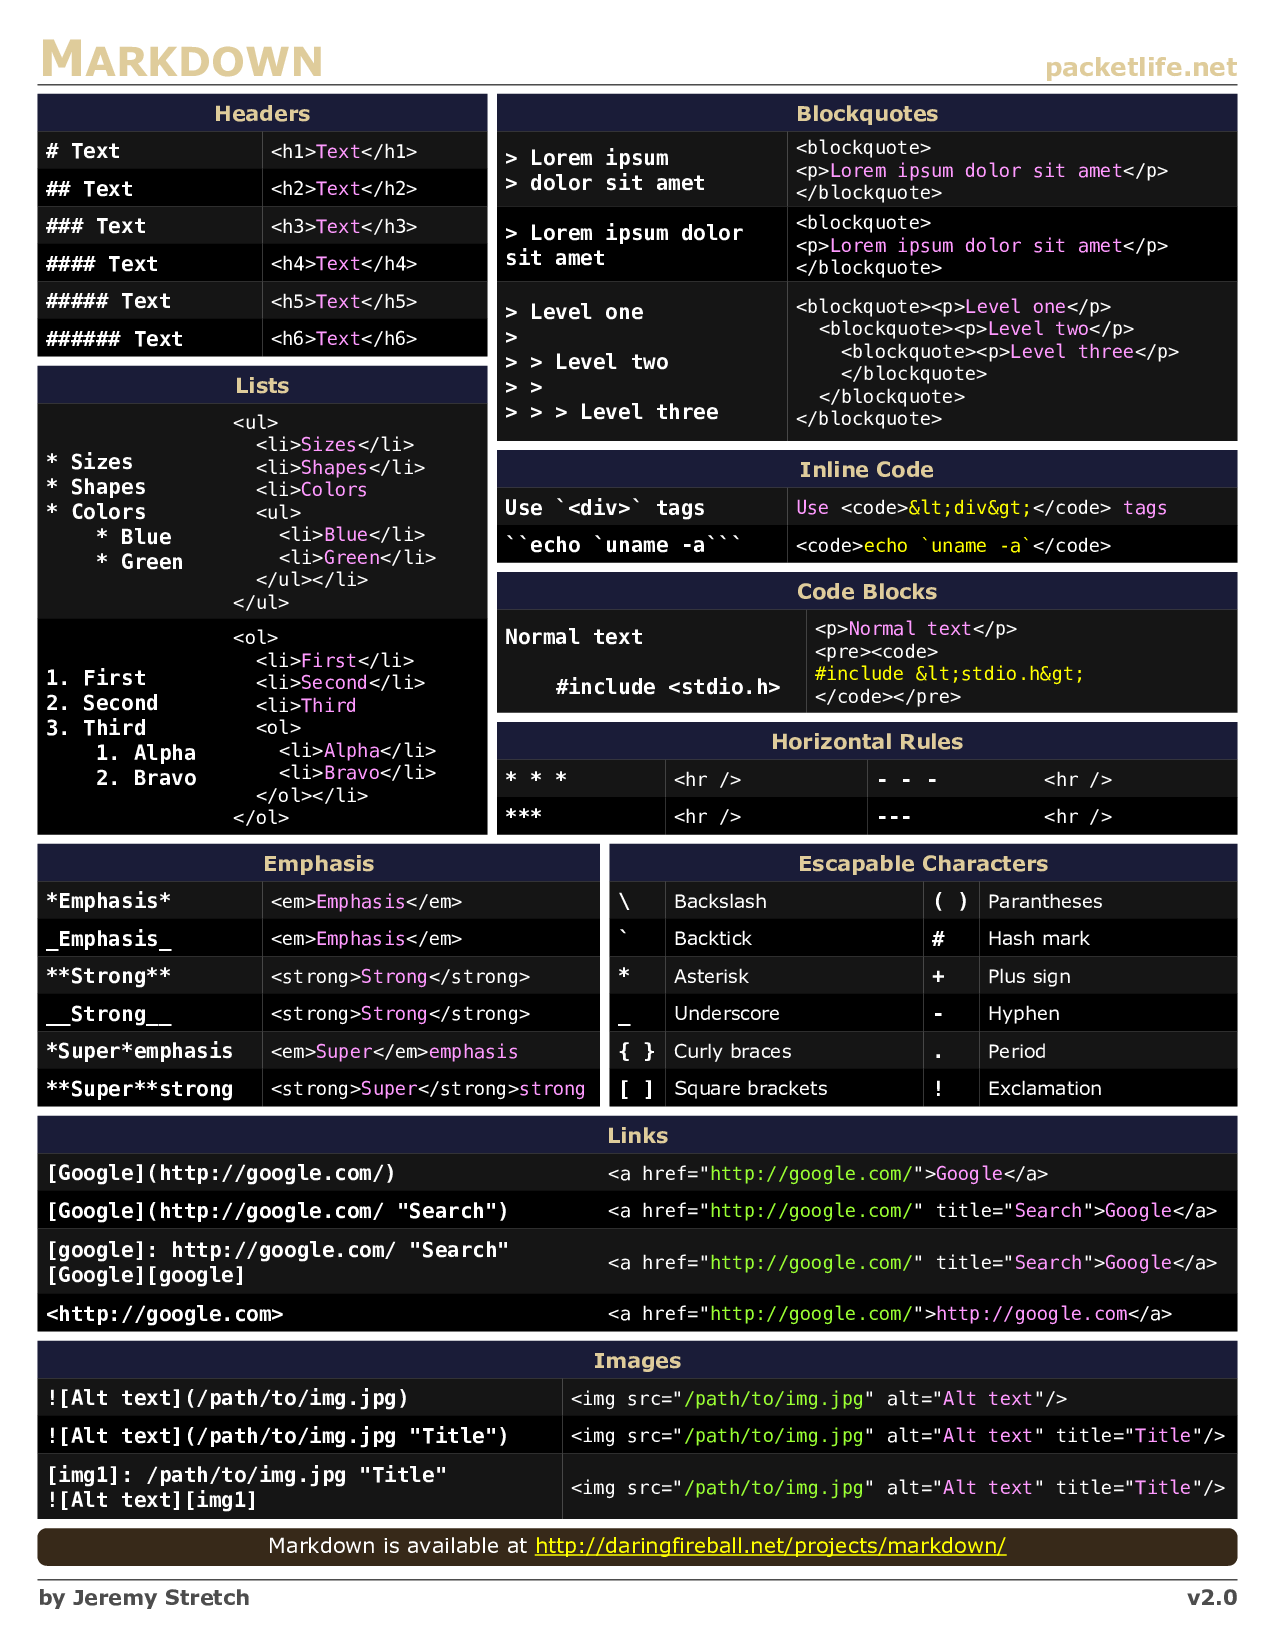 MARKDOWN
packetlife.net
Headers
# Text <h1>Text</h1>
## Text <h2>Text</h2>
### Text <h3>Text</h3>
#### Text <h4>Text</h4>
##### Text <h5>Text</h5>
###### Text <h6>Text</h6>
Lists
* Sizes
* Shapes
* Colors
    * Blue
    * Green
<ul>
  <li>Sizes</li>
  <li>Shapes</li>
  <li>Colors
  <ul>
    <li>Blue</li>
    <li>Green</li>
  </ul></li>
</ul>
1. First
2. Second
3. Third
    1. Alpha
    2. Bravo
<ol>
  <li>First</li>
  <li>Second</li>
  <li>Third
  <ol>
    <li>Alpha</li>
    <li>Bravo</li>
  </ol></li>
</ol>
Blockquotes
> Lorem ipsum
> dolor sit amet
<blockquote>
<p>Lorem ipsum dolor sit amet</p>
</blockquote>
> Lorem ipsum dolor
sit amet
<blockquote>
<p>Lorem ipsum dolor sit amet</p>
</blockquote>
> Level one
>
> > Level two
> >
> > > Level three
<blockquote><p>Level one</p>
  <blockquote><p>Level two</p>
    <blockquote><p>Level three</p>
    </blockquote>
  </blockquote>
</blockquote>
Inline Code
Use `<div>` tags Use <code>&lt;div&gt;</code> tags
``echo `uname -a``` <code>echo `uname -a`</code>
Code Blocks
Normal text

    #include <stdio.h>
<p>Normal text</p>
<pre><code>
#include &lt;stdio.h&gt;
</code></pre>
Horizontal Rules
* * * <hr /> - - - <hr />
*** <hr /> --- <hr />
Emphasis
*Emphasis* <em>Emphasis</em>
_Emphasis_ <em>Emphasis</em>
**Strong** <strong>Strong</strong>
__Strong__ <strong>Strong</strong>
*Super*emphasis <em>Super</em>emphasis
**Super**strong <strong>Super</strong>strong
Escapable Characters
\ Backslash ( ) Parantheses
` Backtick # Hash mark
* Asterisk + Plus sign
_ Underscore - Hyphen
{ } Curly braces . Period
[ ] Square brackets ! Exclamation
Links
[Google](http://google.com/) <a href="http://google.com/">Google</a>
[Google](http://google.com/ "Search") <a href="http://google.com/" title="Search">Google</a>
[google]: http://google.com/ "Search"
[Google][google]
<a href="http://google.com/" title="Search">Google</a>
<http://google.com> <a href="http://google.com/">http://google.com</a>
Images
![Alt text](/path/to/img.jpg) <img src="/path/to/img.jpg" alt="Alt text"/>
![Alt text](/path/to/img.jpg "Title") <img src="/path/to/img.jpg" alt="Alt text" title="Title"/>
[img1]: /path/to/img.jpg "Title"
![Alt text][img1]
<img src="/path/to/img.jpg" alt="Alt text" title="Title"/>
Markdown is available at http://daringfireball.net/projects/markdown/
by Jeremy Stretch
v2.0